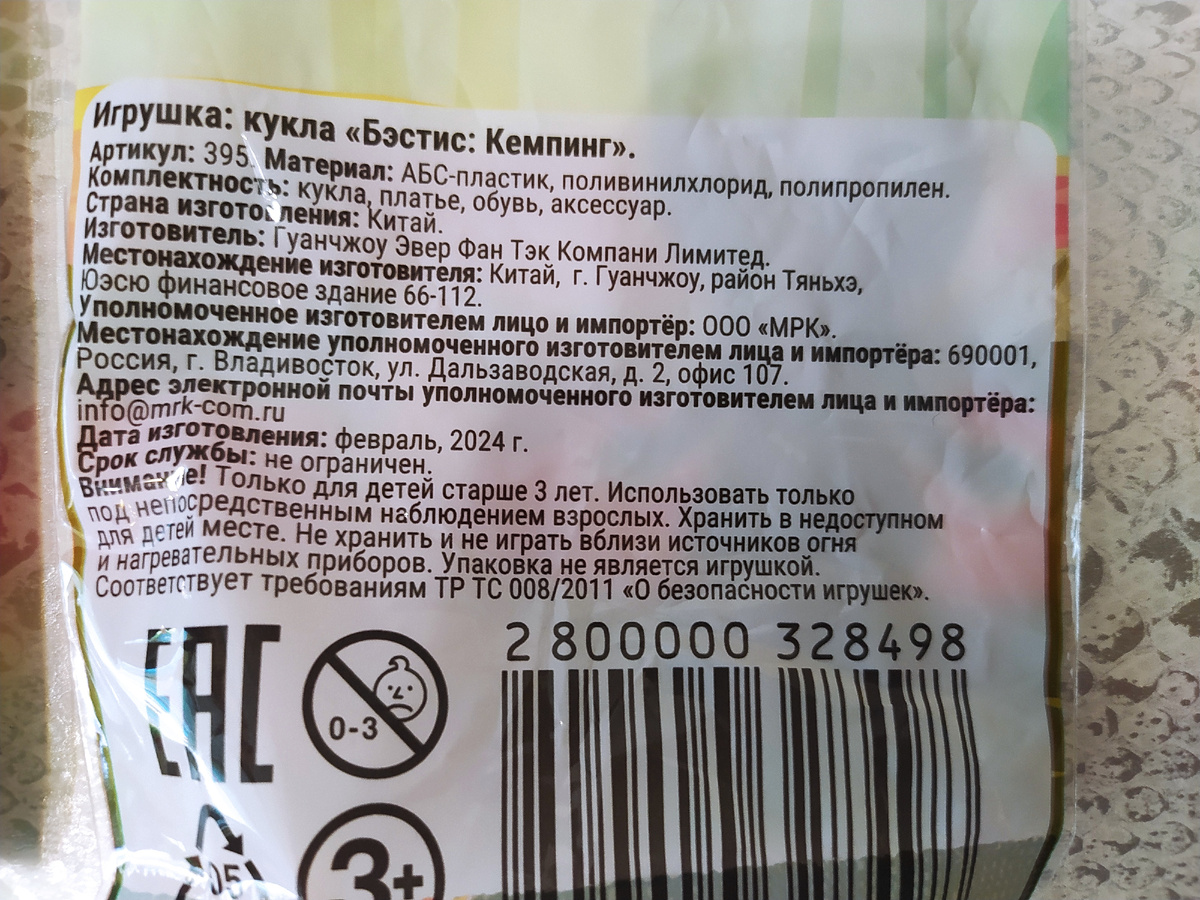 Игрушка: кукла «Бэстис: Кемпинг».
Артикул: 395. Материал: АБС-пластик, поливинилхлорид, полипропилен.
Комплектность: кукла, платье, обувь, аксессуар.
Страна изготовления: Китай.
Изготовитель: Гуанчжоу Эвер Фан Тэк Компани Лимитед.
Местонахождение изготовителя: Китай, г. Гуанчжоу, район Тяньхэ,
Юэсю финансовое здание 66-112.
Уполномоченное изготовителем лицо и импортёр: ООО «МРК».
Местонахождение уполномоченного изготовителем лица и импортёра: 690001,
Россия, г. Владивосток, ул. Дальзаводская, д. 2, офис 107.
Адрес электронной почты уполномоченного изготовителем лица и импортёра:
info@mrk-com.ru
Дата изготовления: февраль, 2024 г.
Срок службы: не ограничен.
Внимание! Только для детей старше 3 лет. Использовать только
под непосредственным наблюдением взрослых. Хранить в недоступном
для детей месте. Не хранить и не играть вблизи источников огня
и нагревательных приборов. Упаковка не является игрушкой.
Соответствует требованиям ТР ТС 008/2011 «О безопасности игрушек».
2 800000 328498
ЕАС
0-3
05
3+